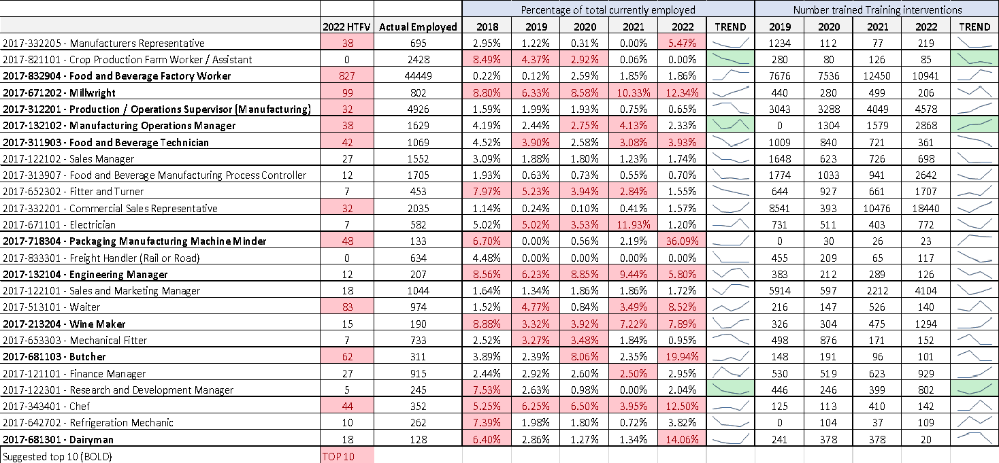 Percentage of total currently employed Number trained Training interventions
2022 HTFV Actual Employed 2018 2019 2020 2021 2022 TREND 2019 2020 2021 2022 TREND
2017-332205 - Manufacturers Representative 38 695 2.95% 1.22% 0.31% 0.00% 5.47% 1234 112 77 219
2017-821101 - Crop Production Farm Worker / Assistant 0 2428 8.49% 4.37% 2.92% 0.06% 0.00% 280 80 126 85
2017-832904 - Food and Beverage Factory Worker 827 44449 0.22% 0.12% 2.59% 1.85% 1.86% 7676 7536 12450 10941
2017-671202 - Millwright 99 802 8.80% 6.33% 8.58% 10.33% 12.34% 440 280 499 206
2017-312201 - Production / Operations Supervisor (Manufacturing) 32 4926 1.59% 1.99% 1.93% 0.75% 0.65% 3043 3288 4049 4578
2017-132102 - Manufacturing Operations Manager 38 1629 4.19% 2.44% 2.75% 4.13% 2.33% 0 1304 1579 2868
2017-311903 - Food and Beverage Technician 42 1069 4.52% 3.90% 2.58% 3.08% 3.93% 1009 840 721 361
2017-122102 - Sales Manager 27 1552 3.09% 1.88% 1.80% 1.23% 1.74% 1648 623 726 698
2017-313907 - Food and Beverage Manufacturing Process Controller 12 1705 1.93% 0.63% 0.73% 0.55% 0.70% 1774 1033 941 2642
2017-652302 - Fitter and Turner 7 453 7.97% 5.23% 3.94% 2.84% 1.55% 644 927 661 1707
2017-332201 - Commercial Sales Representative 32 2035 1.14% 0.24% 0.10% 0.41% 1.57% 8541 393 10476 18440
2017-671101 - Electrician 7 582 5.02% 5.02% 3.53% 11.93% 1.20% 731 511 403 772
2017-718304 - Packaging Manufacturing Machine Minder 48 133 6.70% 0.00% 0.56% 2.19% 36.09% 0 30 26 23
2017-833301 - Freight Handler (Rail or Road) 0 634 4.48% 0.00% 0.00% 0.00% 0.00% 455 209 65 117
2017-132104 - Engineering Manager 12 207 8.56% 6.23% 8.85% 9.44% 5.80% 383 212 289 126
2017-122101 - Sales and Marketing Manager 18 1044 1.64% 1.34% 1.86% 1.86% 1.72% 5914 597 2212 4104
2017-513101 - Waiter 83 974 1.52% 4.77% 0.84% 3.49% 8.52% 216 147 526 140
2017-213204 - Wine Maker 15 190 8.88% 3.32% 3.92% 7.22% 7.89% 326 304 475 1294
2017-653303 - Mechanical Fitter 7 733 2.52% 3.27% 3.48% 1.84% 0.95% 498 876 171 152
2017-681103 - Butcher 62 311 3.89% 2.39% 8.06% 2.35% 19.94% 148 191 96 101
2017-121101 - Finance Manager 27 915 2.44% 2.92% 2.60% 2.50% 2.95% 530 519 623 929
2017-122301 - Research and Development Manager 5 245 7.53% 2.63% 0.98% 0.00% 2.04% 446 246 399 802
2017-343401 - Chef 44 352 5.25% 6.25% 6.50% 3.95% 12.50% 125 113 410 142
2017-642702 - Refrigeration Mechanic 10 262 7.39% 1.98% 1.80% 0.72% 3.82% 0 104 37 109
2017-681301 - Dairyman 18 128 6.40% 2.86% 1.27% 1.34% 14.06% 241 378 378 20
Suggested top 10 (BOLD) TOP 10